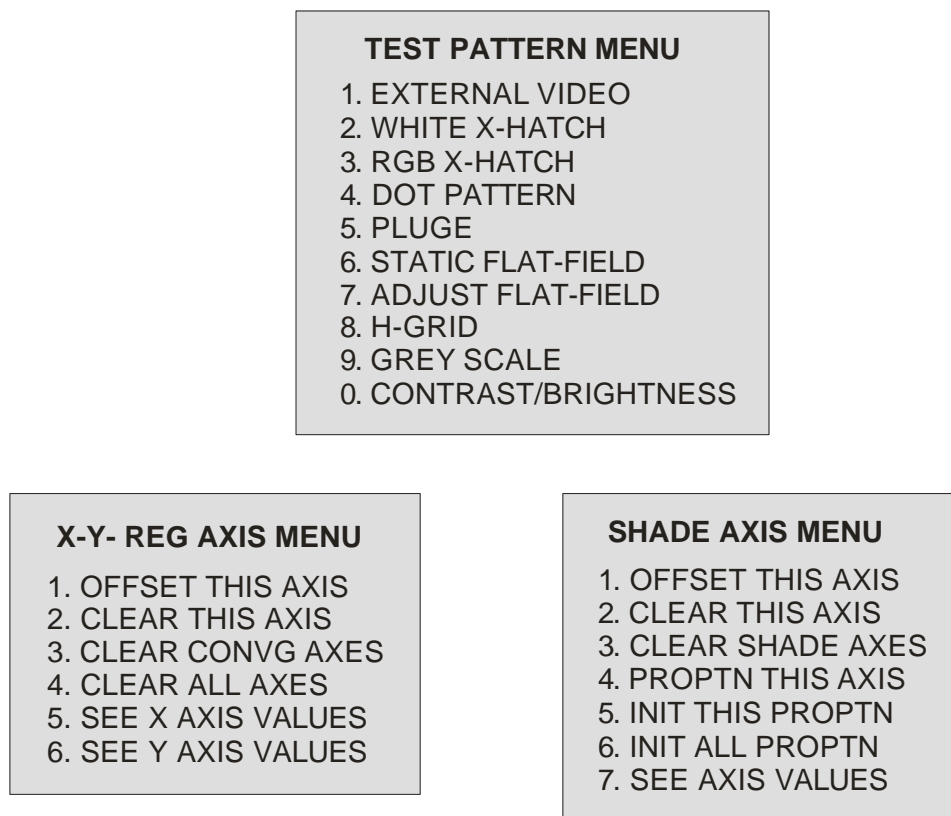 TEST PATTERN MENU
1. EXTERNAL VIDEO
2. WHITE X-HATCH
3. RGB X-HATCH
4. DOT PATTERN
5. PLUGE
6. STATIC FLAT-FIELD
7. ADJUST FLAT-FIELD
8. H-GRID
9. GREY SCALE
0. CONTRAST/BRIGHTNESS
X-Y- REG AXIS MENU
1. OFFSET THIS AXIS
2. CLEAR THIS AXIS
3. CLEAR CONVG AXES
4. CLEAR ALL AXES
5. SEE X AXIS VALUES
6. SEE Y AXIS VALUES
SHADE AXIS MENU
1. OFFSET THIS AXIS
2. CLEAR THIS AXIS
3. CLEAR SHADE AXES
4. PROPTN THIS AXIS
5. INIT THIS PROPTN
6. INIT ALL PROPTN
7. SEE AXIS VALUES